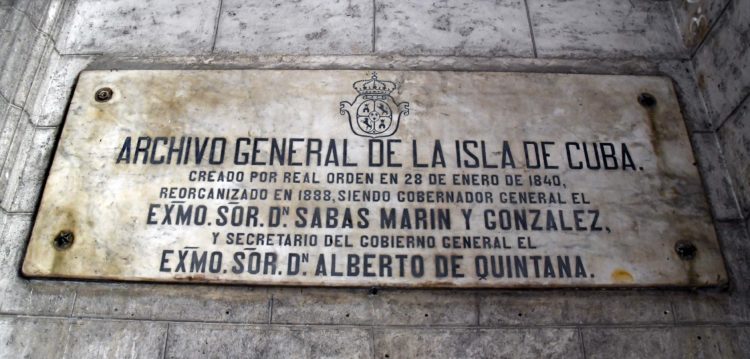 ARCHIVO GENERAL DE LA ISLA DE CUBA.
CREADO POR REAL ORDEN EN 28 DE ENERO DE 1840,
REORGANIZADO EN 1888, SIENDO GOBERNADOR GENERAL EL
EXMO. SOR. Dⁿ SABAS MARIN Y GONZALEZ,
Y SECRETARIO DEL GOBIERNO GENERAL EL
EXMO. SOR. Dⁿ ALBERTO DE QUINTANA.